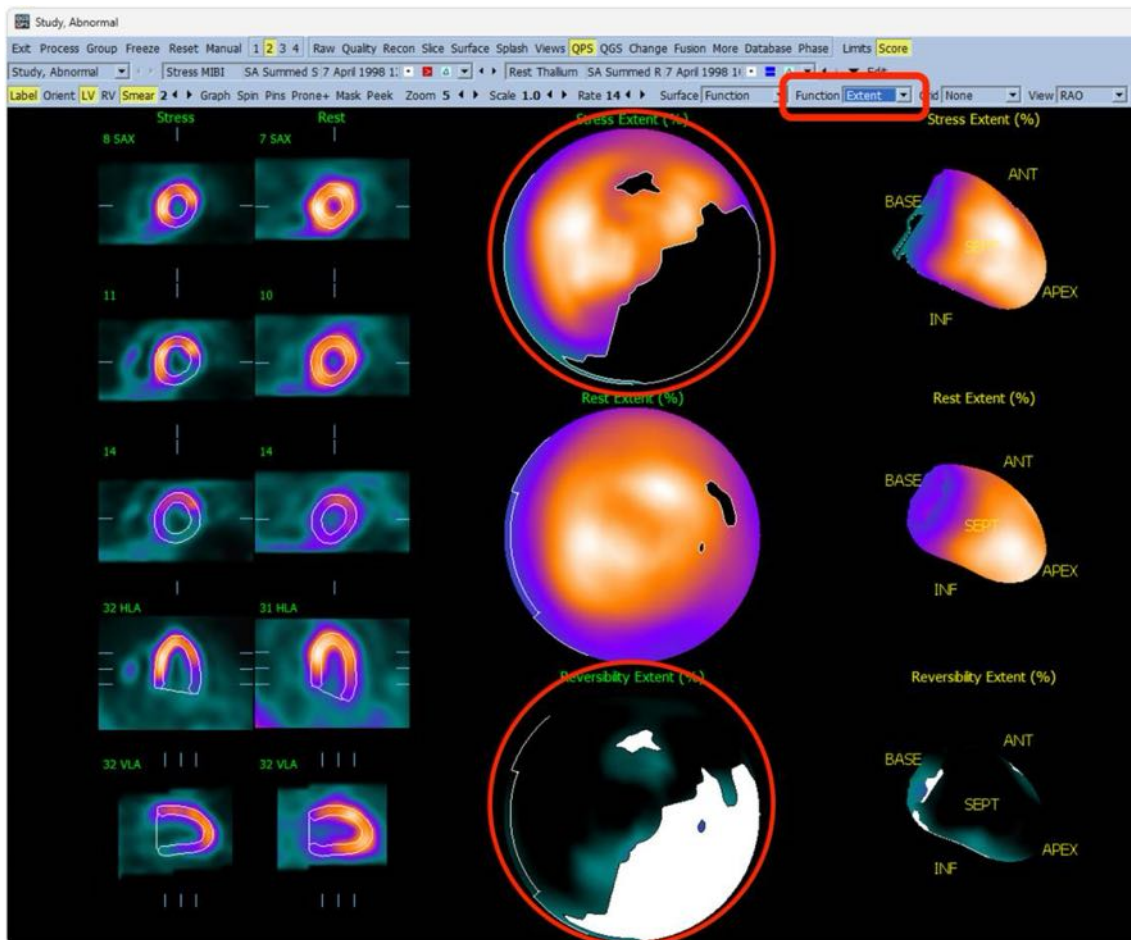 Study, Abnormal
Exit Process Group Freeze Reset Manual 1 2 3 4 Raw Quality Recon Slice Surface Splash Views QPS QGS Change Fusion More Database Phase Limits Score
Study, Abnormal Stress MIBI SA Summed S 7 April 1998 Rest Thallium SA Summed R 7 April 1998 Edit
Label Orient LV RV Smear 2 Graph Spin Pins Prone+ Mask Peek Zoom 5 Scale 1.0 Rate 14 Surface Function Function Extent None View RAO
Stress Rest Stress Extent (%) Stress Extent (%)
8 SAX 7 SAX
ANT
BASE
SEPT
APEX
INF
11 10
Rest Extent (%) Rest Extent (%)
14 14
ANT
BASE
SEPT
APEX
INF
32 HLA 31 HLA
Reversibility Extent (%) Reversibility Extent (%)
ANT
BASE
32 VLA 32 VLA
SEPT
APEX
INF